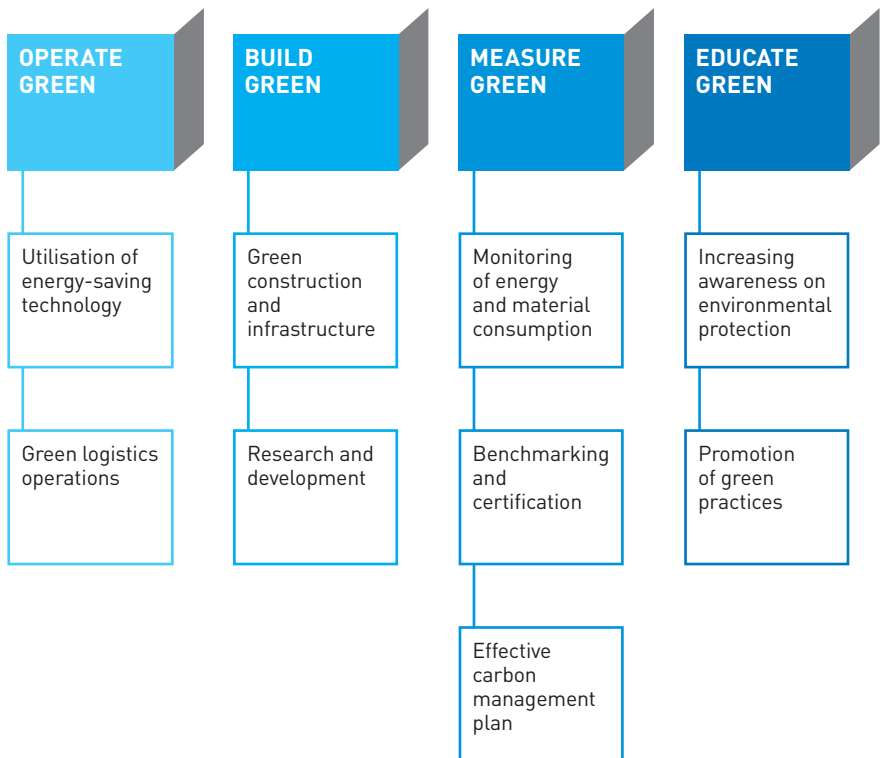 OPERATE
GREEN
Utilisation of
energy-saving
technology
Green logistics
operations
BUILD
GREEN
Green
construction
and
infrastructure
Research and
development
MEASURE
GREEN
Monitoring
of energy
and material
consumption
Benchmarking
and
certification
Effective
carbon
management
plan
EDUCATE
GREEN
Increasing
awareness on
environmental
protection
Promotion
of green
practices